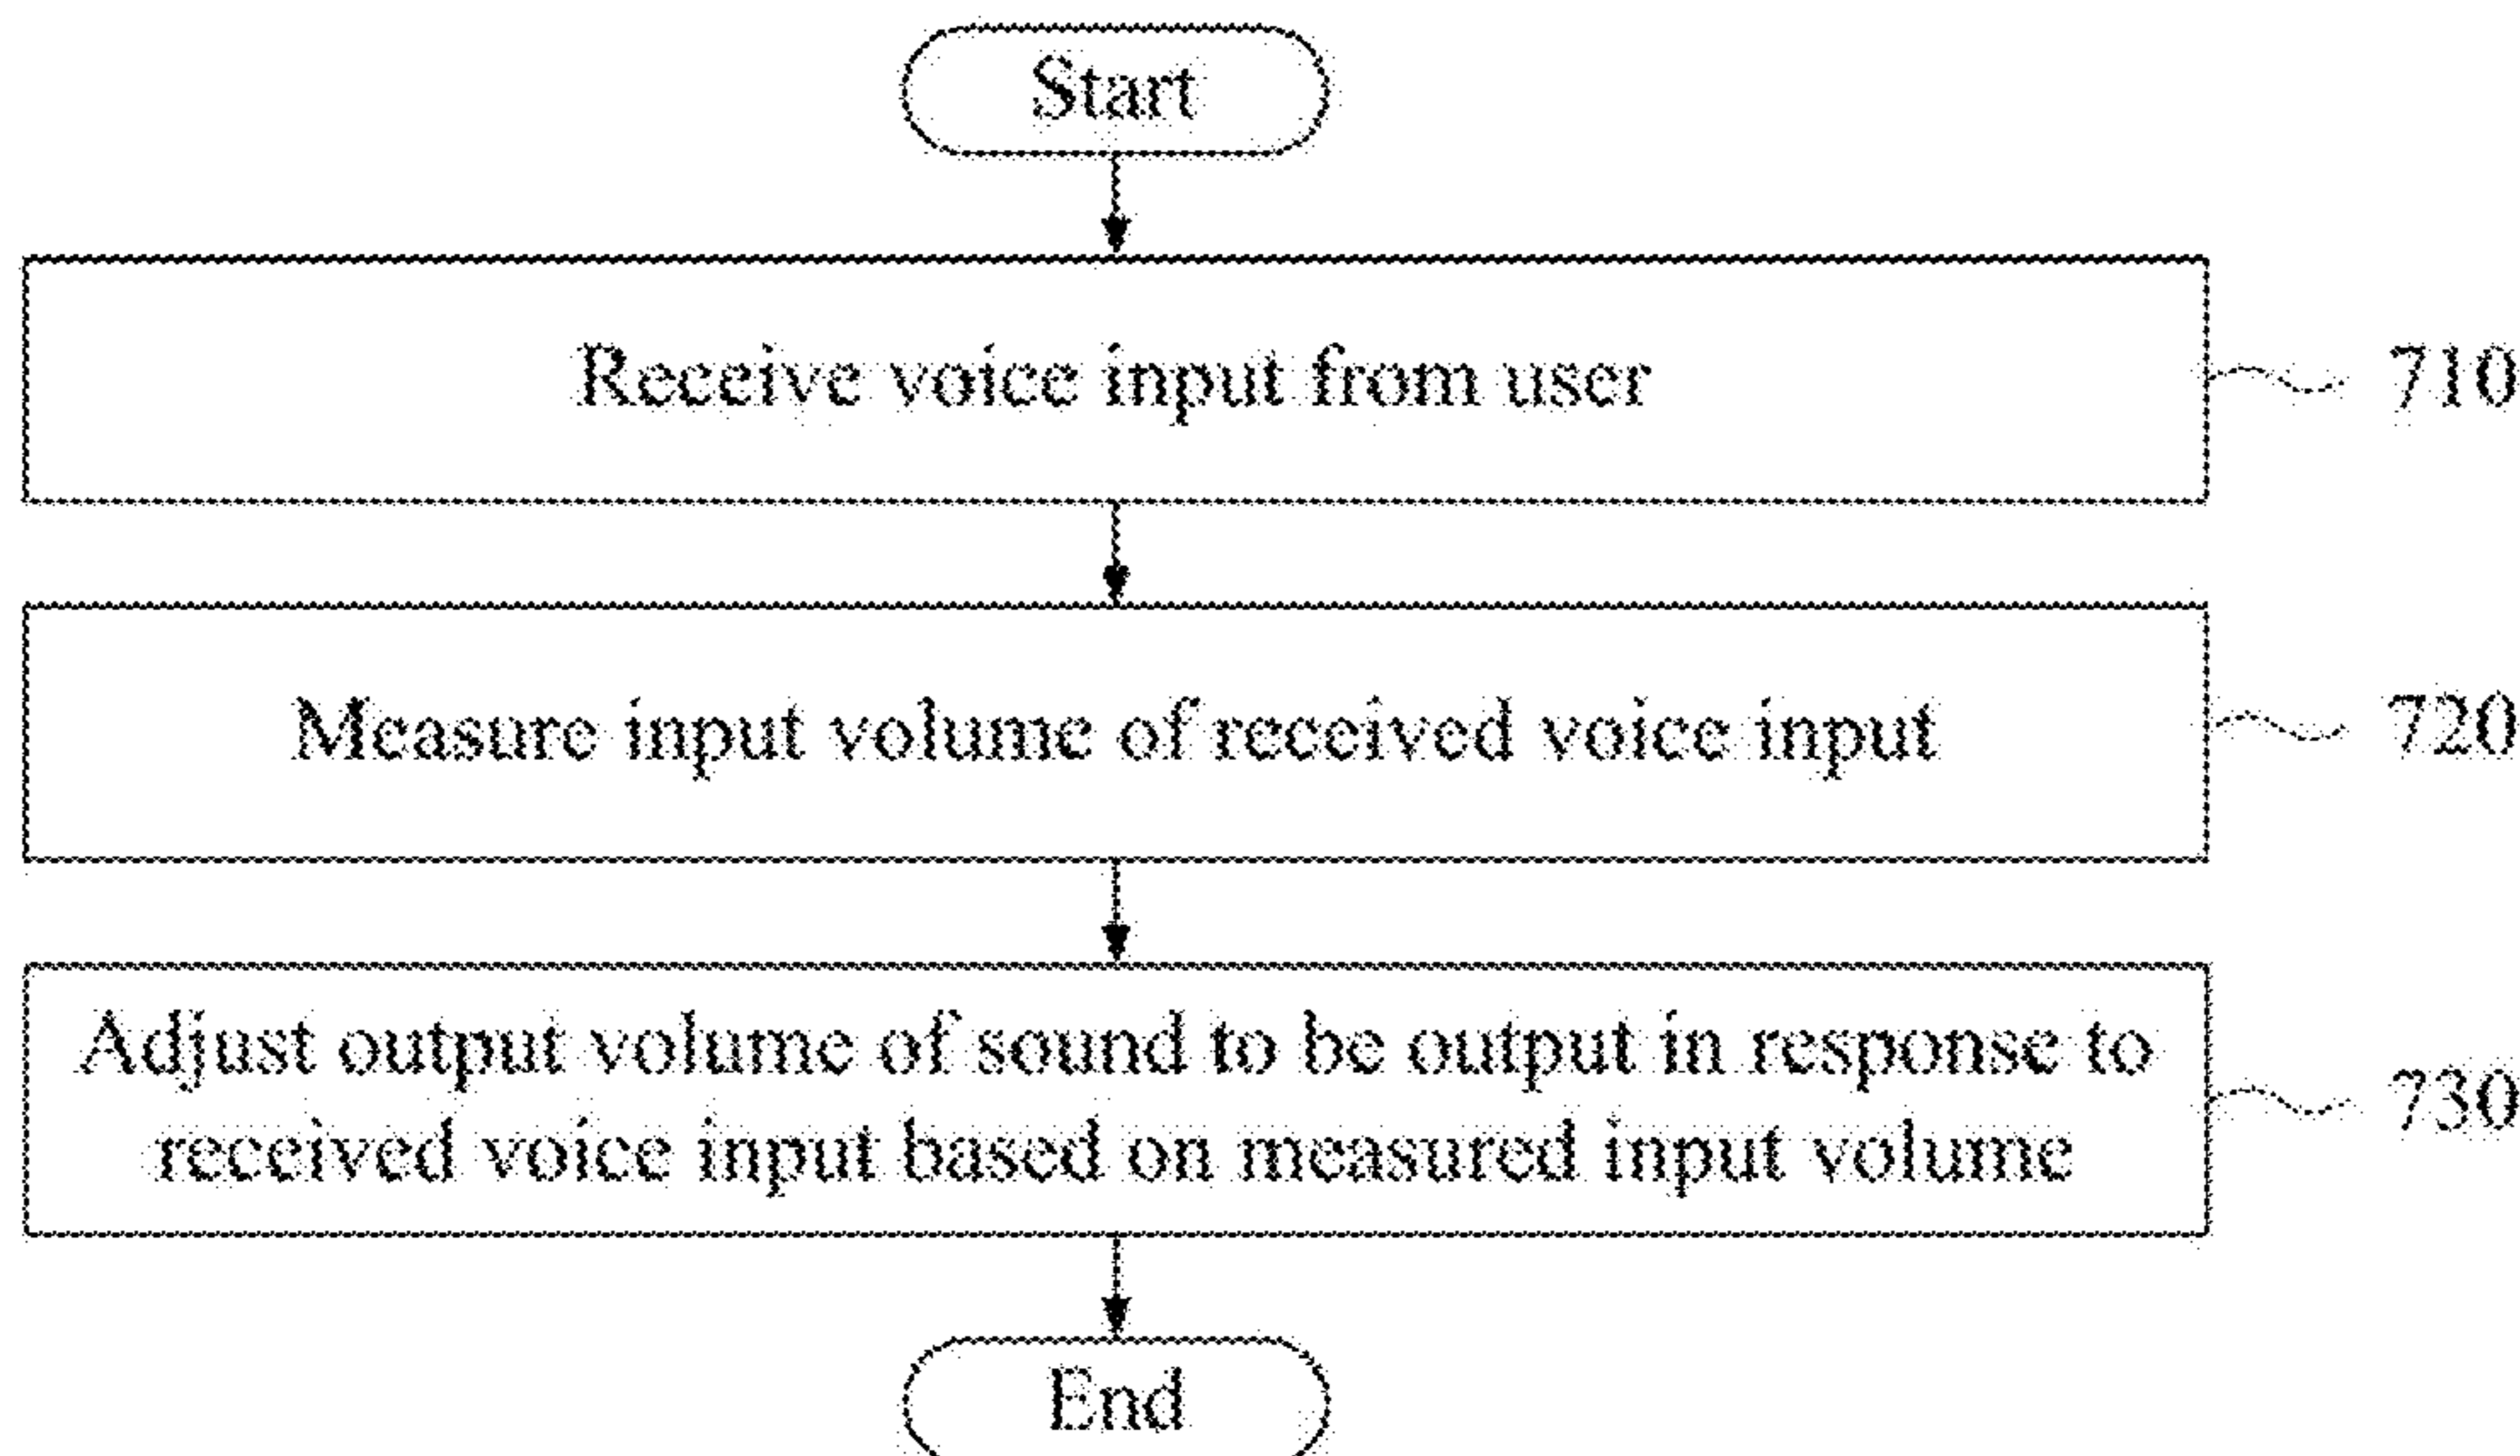 Start
Receive voice input from user
710
Measure input volume of received voice input
720
Adjust output volume of sound to be output in response to
received voice input based on measured input volume
730
End